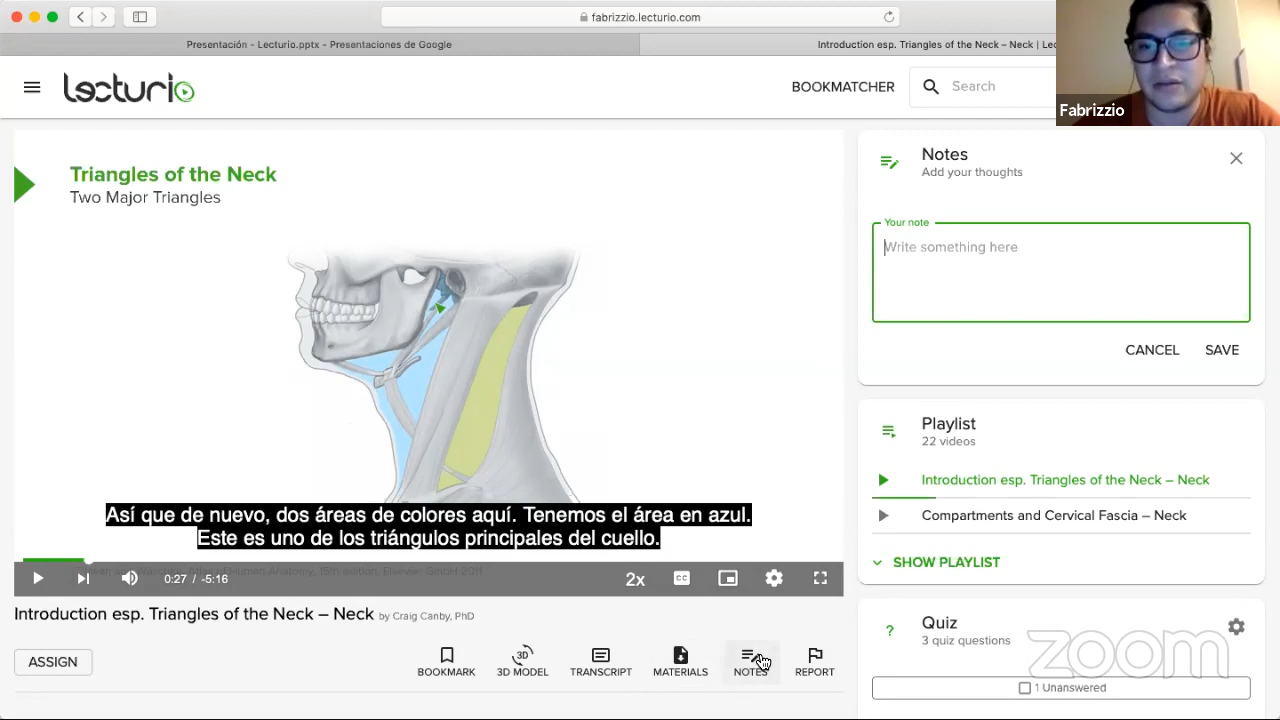 fabrizzio.lecturio.com
Presentación - Lecturio.pptx - Presentaciones de Google
Introduction esp. Triangles of the Neck – Neck | Lec
lecturio
BOOKMATCHER
Search
Fabrizzio
Triangles of the Neck
Two Major Triangles
Así que de nuevo, dos áreas de colores aquí. Tenemos el área en azul.
Este es uno de los triángulos principales del cuello.
0:27 / -5:16
2x
CC
Introduction esp. Triangles of the Neck – Neck by Craig Canby, PhD
ASSIGN
BOOKMARK
3D
3D MODEL
TRANSCRIPT
MATERIALS
NOTES
REPORT
Notes
Add your thoughts
Your note
Write something here
CANCEL
SAVE
Playlist
22 videos
Introduction esp. Triangles of the Neck – Neck
Compartments and Cervical Fascia – Neck
SHOW PLAYLIST
?
Quiz
3 quiz questions
1 Unanswered
zoom